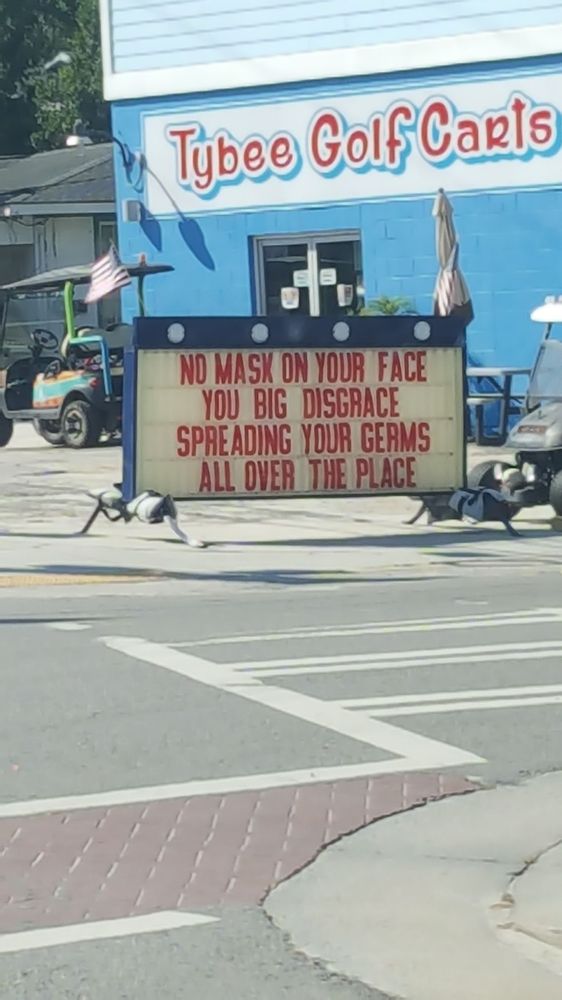 Tybee Golf Carts
NO MASK ON YOUR FACE
YOU BIG DISGRACE
SPREADING YOUR GERMS
ALL OVER THE PLACE